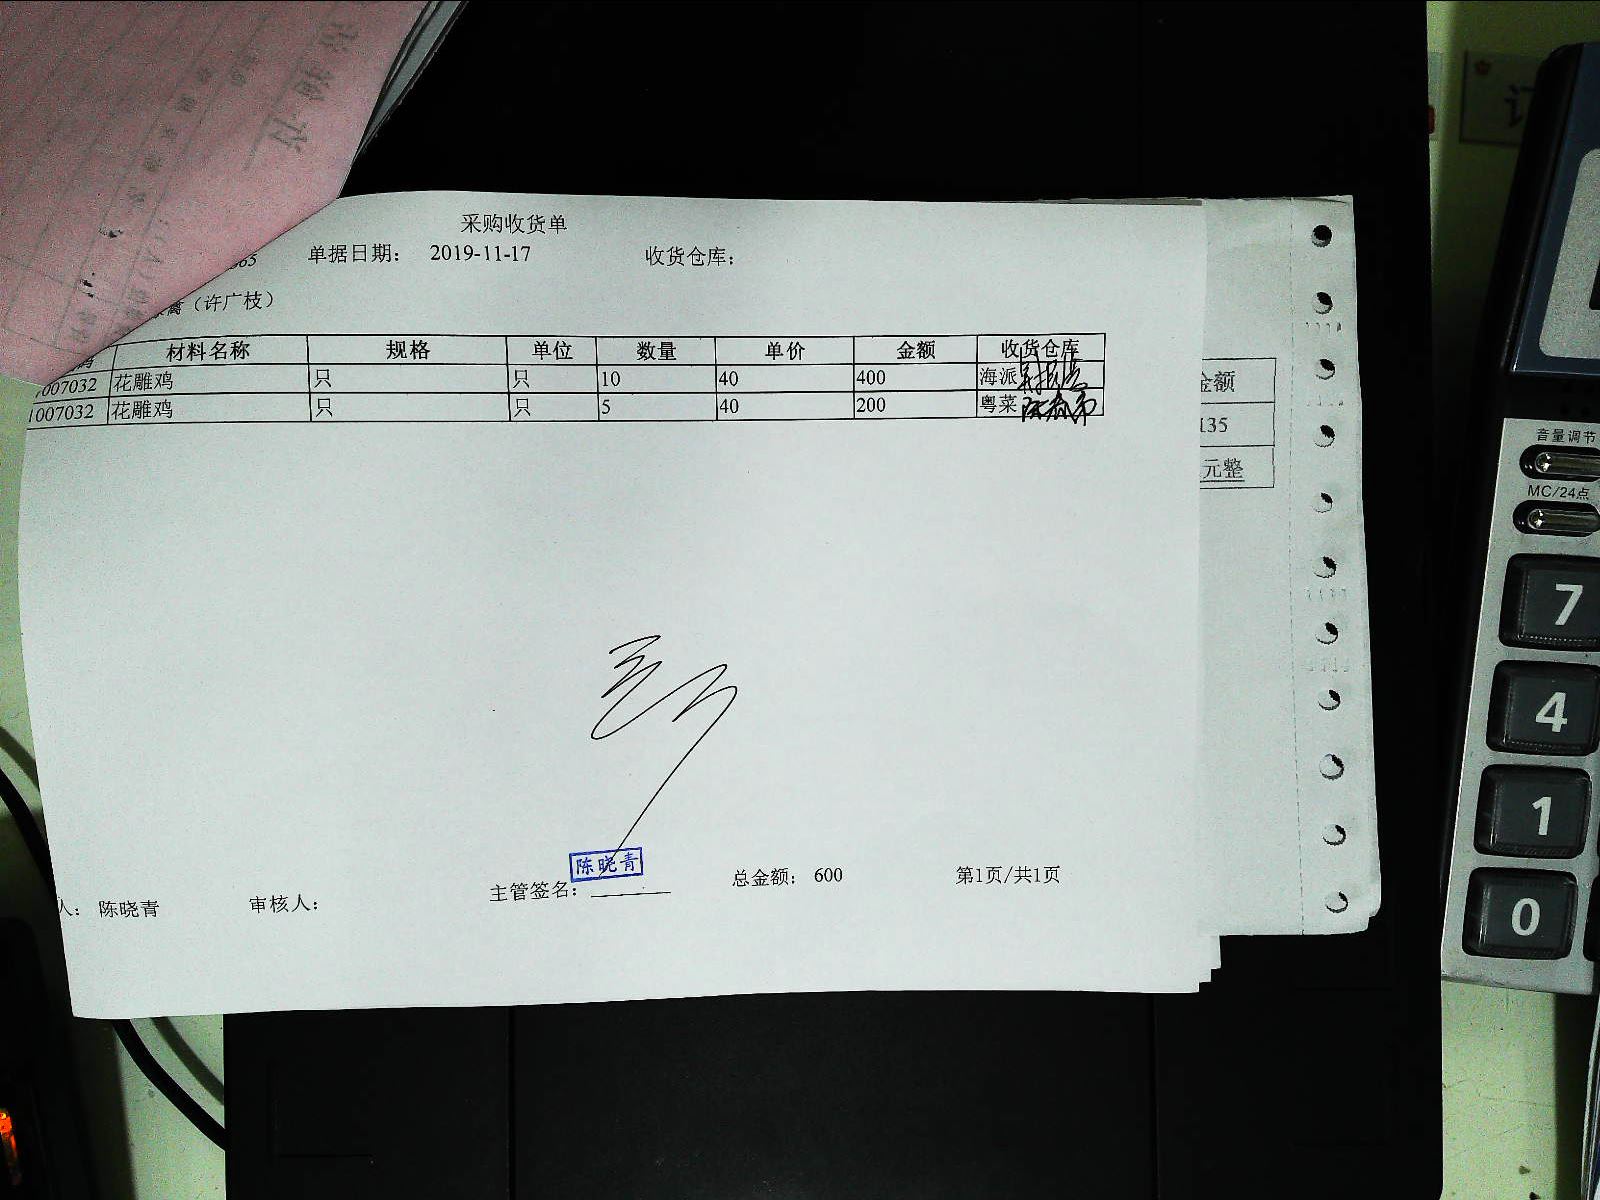 采购收货单
单据日期： 2019-11-17 收货仓库：
（许广枝）
材料名称 规格 单位 数量 单价 金额 收货仓库
007032 花雕鸡 只 只 10 40 400 海派
1007032 花雕鸡 只 只 5 40 200 粤菜
金额
135
元整
陈晓青
人： 陈晓青 审核人： 主管签名： 总金额： 600 第1页/共1页
音量调节
MC/24点
7
4
1
0